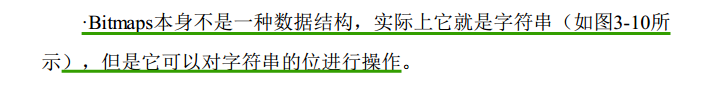 ·Bitmaps本身不是一种数据结构，实际上它就是字符串（如图3-10所
示），但是它可以对字符串的位进行操作。